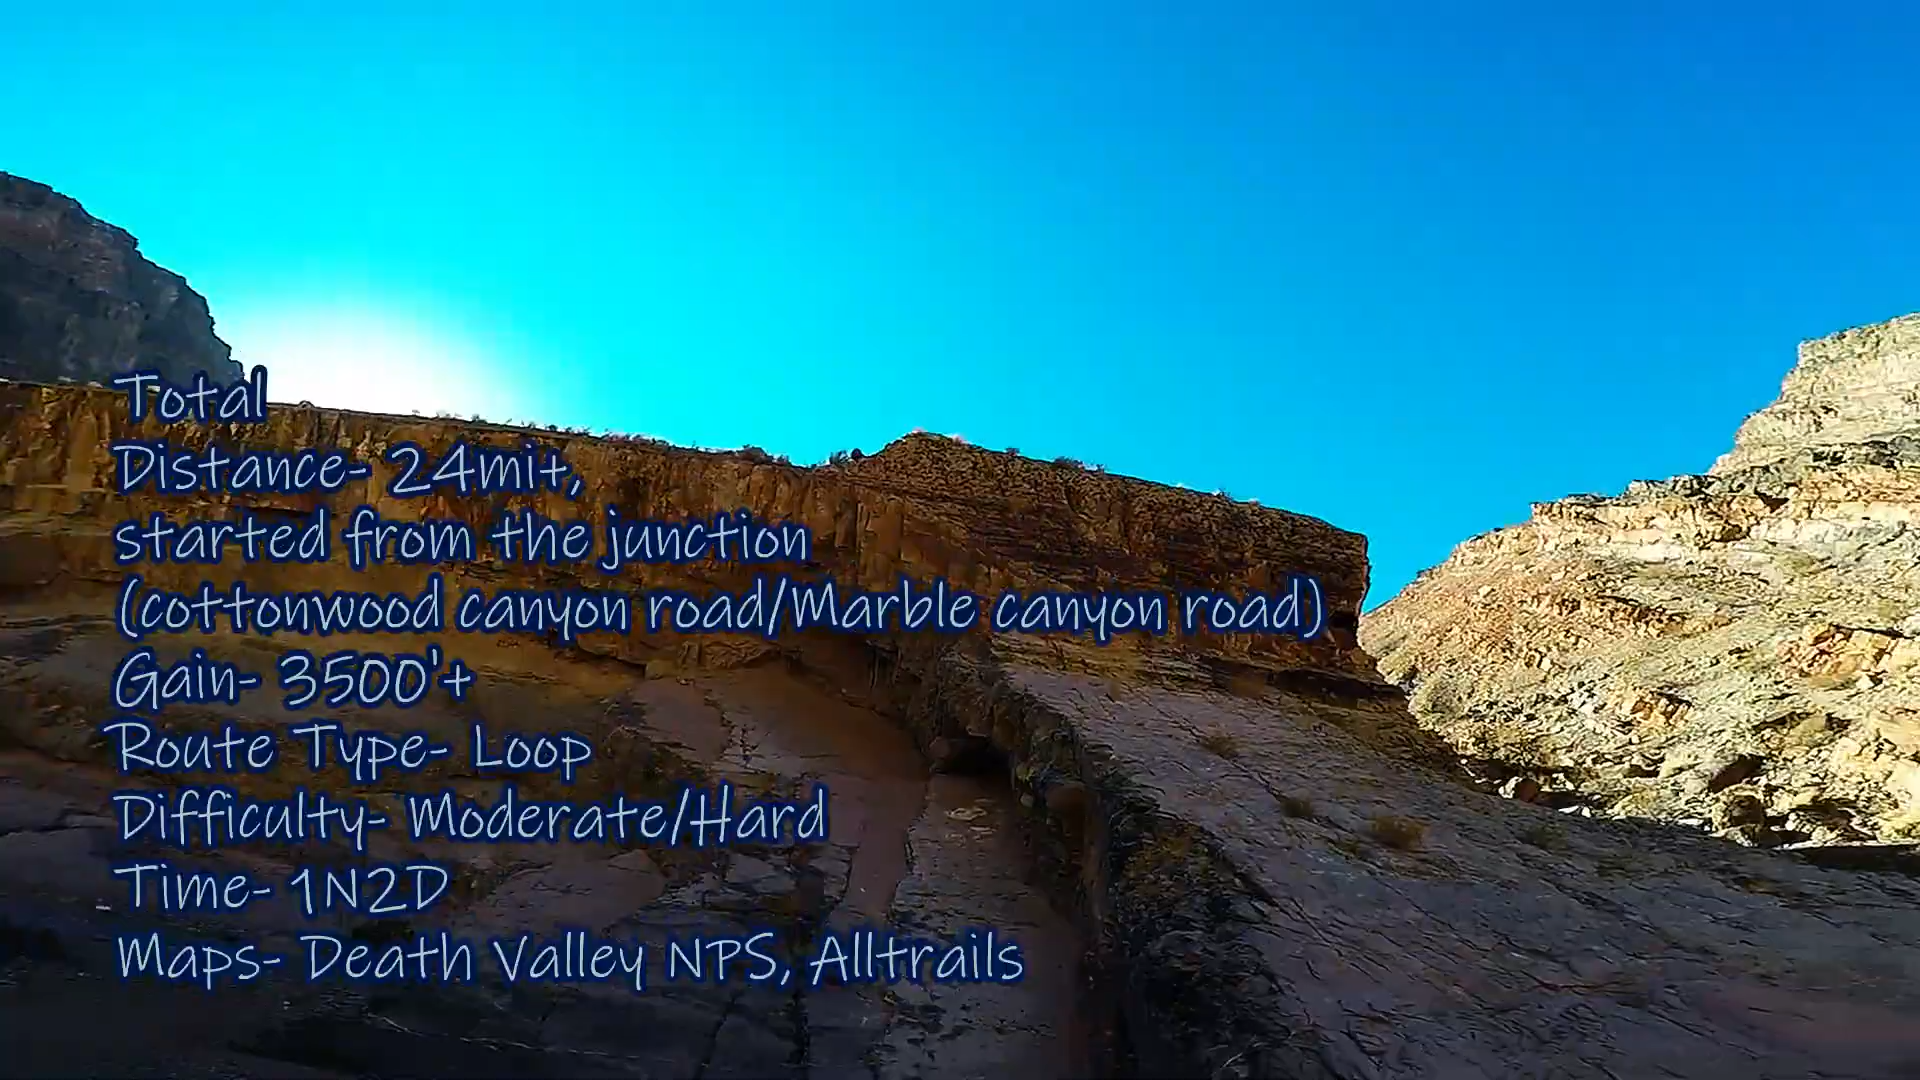 Total
Distance- 24mi+,
started from the junction
(cottonwood canyon road/Marble canyon road)
Gain- 3500'+
Route Type- Loop
Difficulty- Moderate/Hard
Time- 1N2D
Maps- Death Valley NPS, Alltrails